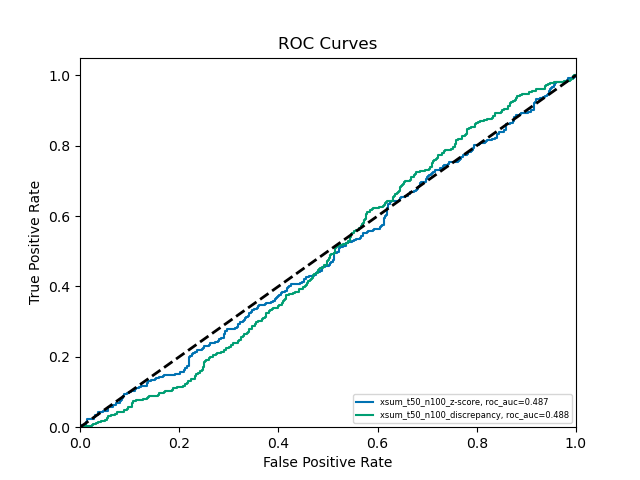 ROC Curves
True Positive Rate
1.0
0.8
0.6
0.4
0.2
0.0
xsum_t50_n100_z-score, roc_auc=0.487
xsum_t50_n100_discrepancy, roc_auc=0.488
0.0 0.2 0.4 0.6 0.8 1.0
False Positive Rate